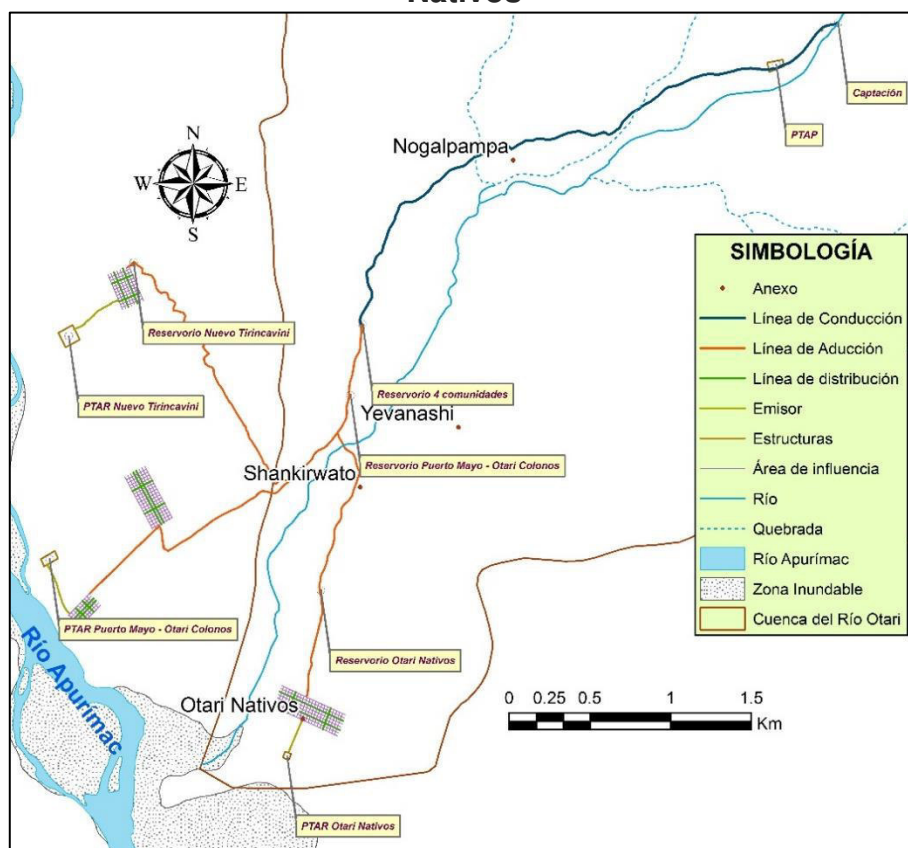 Nativos
Captación
PTAP
Nogalpampa
N
W
E
S
SIMBOLOGÍA
Anexo
Línea de Conducción
Línea de Aducción
Línea de distribución
Emisor
Estructuras
Área de influencia
Río
Quebrada
Río Apurímac
Zona Inundable
Cuenca del Río Otari
Reservorio Nuevo Tirincavini
PTAR Nuevo Tirincavini
Reservorio 4 comunidades
Yevanashi
Reservorio Puerto Mayo - Otari Colonos
Shankirwato
PTAR Puerto Mayo - Otari Colonos
Río Apurímac
Reservorio Otari Nativos
Otari Nativos
PTAR Otari Nativos
0 0.25 0.5 1 1.5
Km